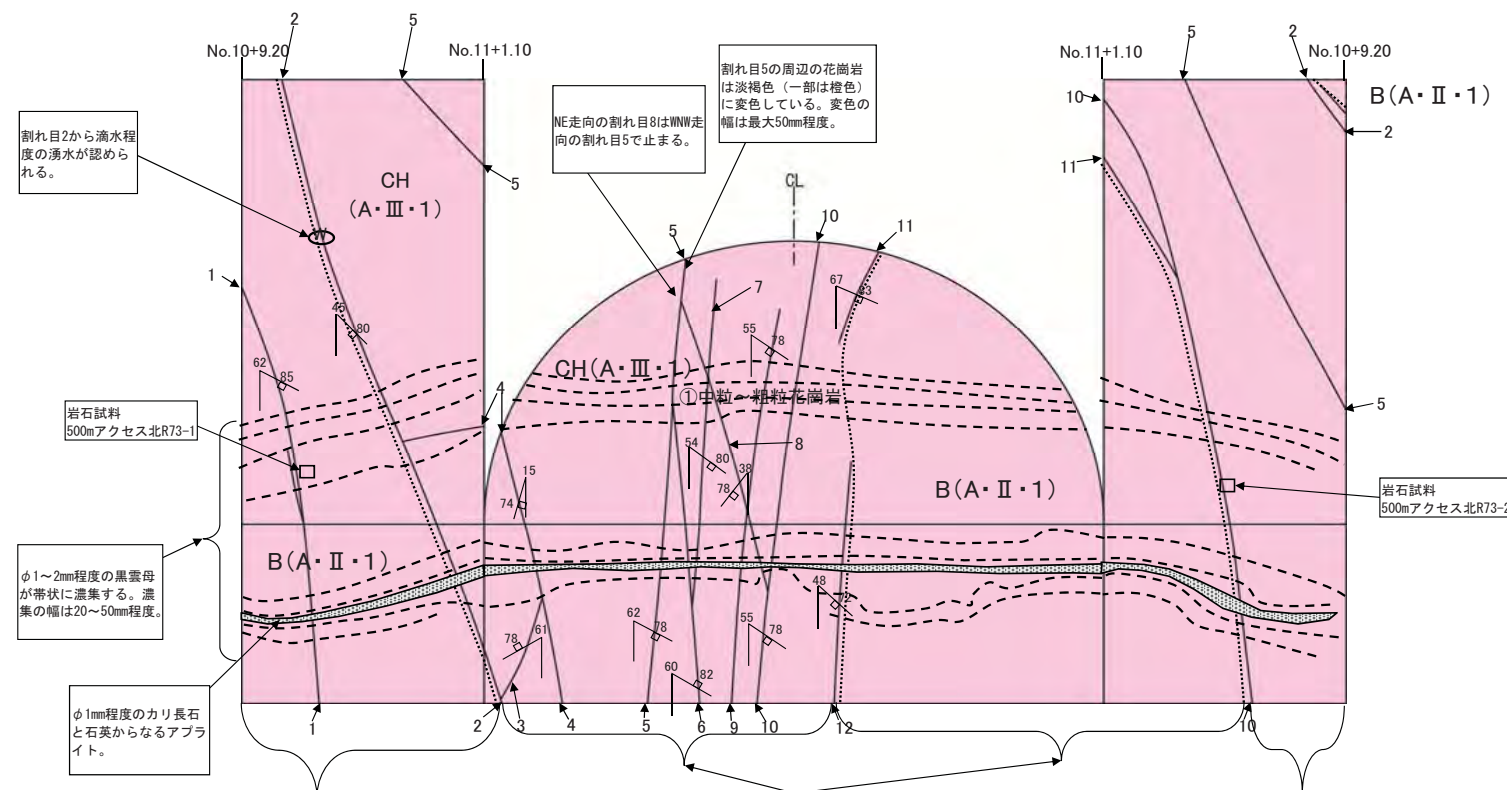 No.10+9.20
2
5
No.11+1.10
割れ目2から滴水程
度の湧水が認めら
れる。
CH
(A・Ⅲ・1)
W
5
1
45
80
62
85
岩石試料
500mアクセス北R73-1
φ1~2mm程度の黒雲母
が帯状に濃集する。濃
集の幅は20~50mm程度。
B(A・Ⅱ・1)
φ1mm程度のカリ長石
と石英からなるアプラ
イト。
1
2
NE走向の割れ目8はWNW走
向の割れ目5で止まる。
割れ目5の周辺の花崗岩
は淡褐色（一部は橙色）
に変色している。変色の
幅は最大50mm程度。
CL
5
10
11
7
67
83
55
78
CH(A・Ⅲ・1)
①中粒~粗粒花崗岩
4
8
54
80
38
78
15
74
B(A・Ⅱ・1)
48
72
78
61
62
78
55
78
60
82
3
4
5
6
9
10
12
No.11+1.10
5
2
No.10+9.20
10
B(A・Ⅱ・1)
2
11
5
岩石試料
500mアクセス北R73-2
10